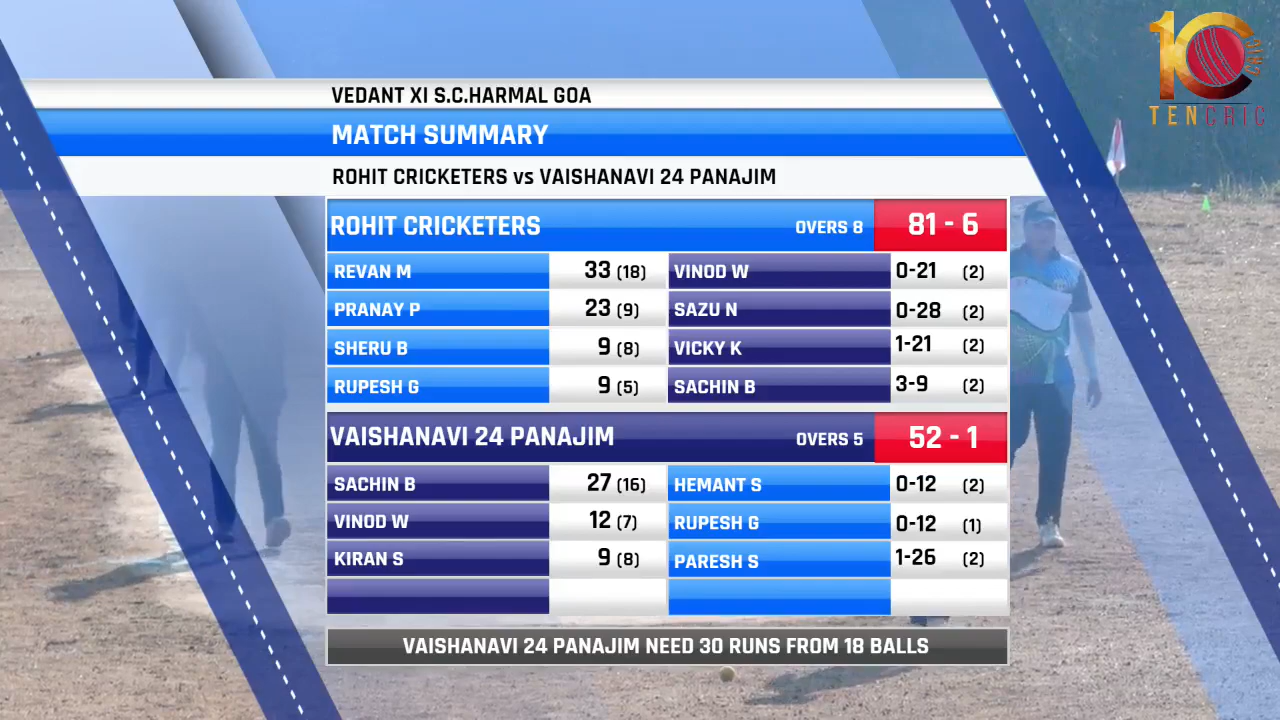 10
CRIC
TENCRIC
VEDANT XI S.C.HARMAL GOA
MATCH SUMMARY
ROHIT CRICKETERS vs VAISHANAVI 24 PANAJIM
ROHIT CRICKETERS OVERS 8 81 - 6
REVAN M 33 (18) VINOD W 0-21 (2)
PRANAY P 23 (9) SAZU N 0-28 (2)
SHERU B 9 (8) VICKY K 1-21 (2)
RUPESH G 9 (5) SACHIN B 3-9 (2)
VAISHANAVI 24 PANAJIM OVERS 5 52 - 1
SACHIN B 27 (16) HEMANT S 0-12 (2)
VINOD W 12 (7) RUPESH G 0-12 (1)
KIRAN S 9 (8) PARESH S 1-26 (2)
VAISHANAVI 24 PANAJIM NEED 30 RUNS FROM 18 BALLS